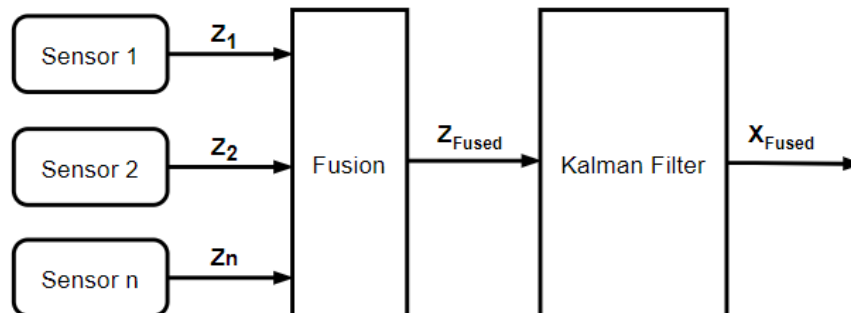 Sensor 1
Z1
Sensor 2
Z2
Sensor n
Zn
Fusion
ZFused
Kalman Filter
XFused